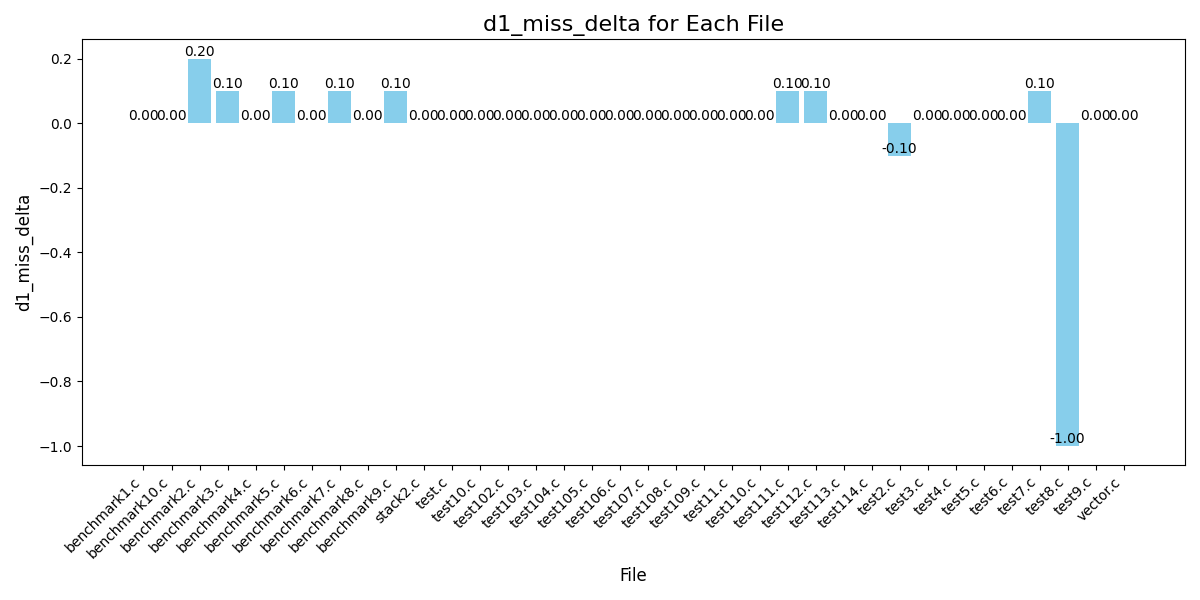 d1_miss_delta for Each File
d1_miss_delta
0.2
0.0
−0.2
−0.4
−0.6
−0.8
−1.0
0.00
0.00
0.20
0.10
0.00
0.10
0.00
0.10
0.00
0.10
0.00
0.00
0.00
0.00
0.00
0.00
0.00
0.00
0.00
0.00
0.00
0.00
0.00
0.10
0.10
0.00
0.00
-0.10
0.00
0.00
0.00
0.00
0.10
-1.00
0.00
0.00
benchmark1.c
benchmark10.c
benchmark2.c
benchmark3.c
benchmark4.c
benchmark5.c
benchmark6.c
benchmark7.c
benchmark8.c
benchmark9.c
stack2.c
test.c
test10.c
test102.c
test103.c
test104.c
test105.c
test106.c
test107.c
test108.c
test109.c
test11.c
test110.c
test111.c
test112.c
test113.c
test114.c
test2.c
test3.c
test4.c
test5.c
test6.c
test7.c
test8.c
test9.c
vector.c
File